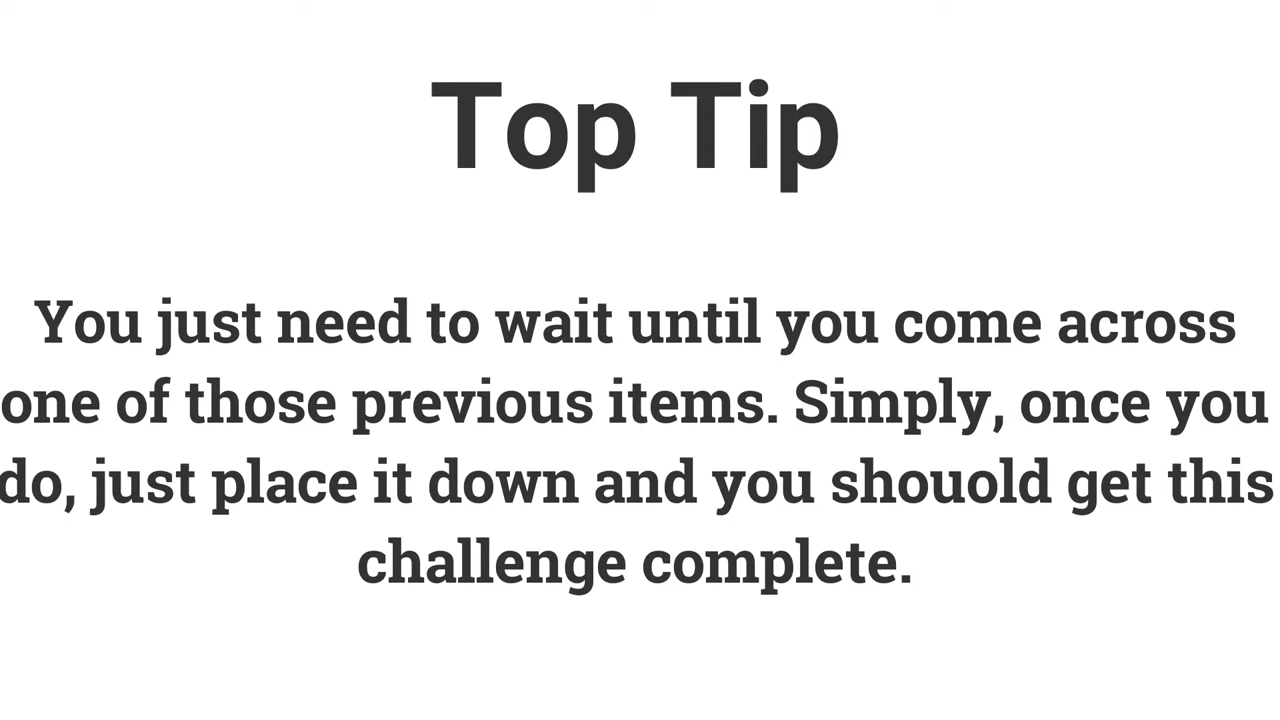 Top Tip
You just need to wait until you come across
one of those previous items. Simply, once you
do, just place it down and you shouold get this
challenge complete.